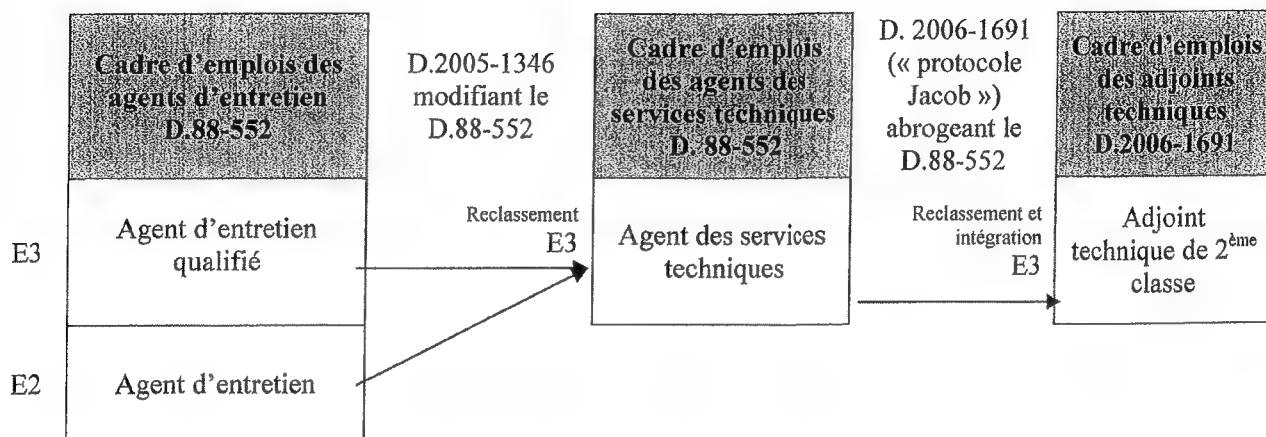 Cadre d'emplois des
agents d'entretien
D.88-552
D.2005-1346
modifiant le
D.88-552
Cadre d'emplois
des agents des
services techniques
D. 88-552
D. 2006-1691
(« protocole
Jacob »)
abrogeant le
D.88-552
Cadre d'emplois
des adjoints
techniques
D.2006-1691
E3
Agent d'entretien
qualifié
Reclassement
E3
Agent des services
techniques
Reclassement et
intégration
E3
Adjoint
technique de 2ème
classe
E2
Agent d'entretien